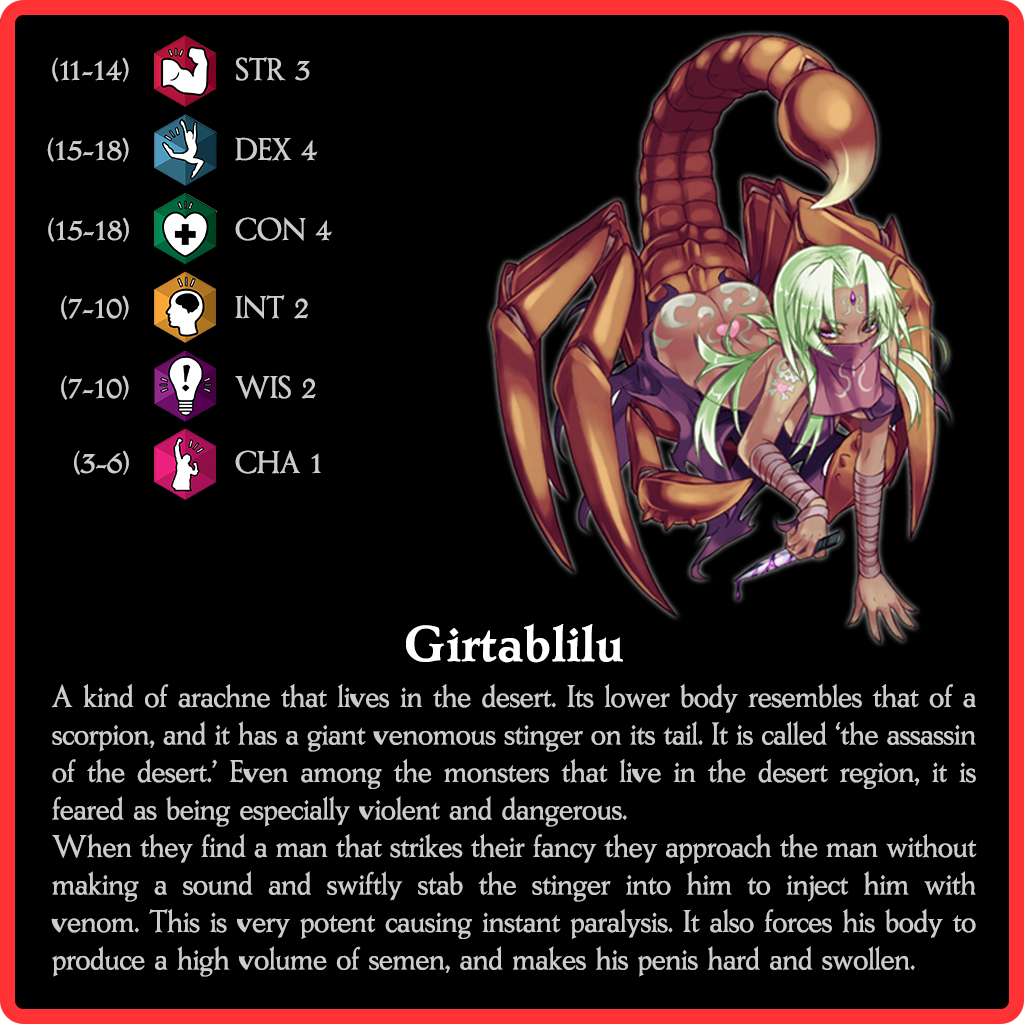 (11-14) STR 3
(15-18) DEX 4
(15-18) CON 4
(7-10) INT 2
(7-10) WIS 2
(3-6) CHA 1
Girtablilu
A kind of arachne that lives in the desert. Its lower body resembles that of a
scorpion, and it has a giant venomous stinger on its tail. It is called ‘the assassin
of the desert.’ Even among the monsters that live in the desert region, it is
feared as being especially violent and dangerous.
When they find a man that strikes their fancy they approach the man without
making a sound and swiftly stab the stinger into him to inject him with
venom. This is very potent causing instant paralysis. It also forces his body to
produce a high volume of semen, and makes his penis hard and swollen.